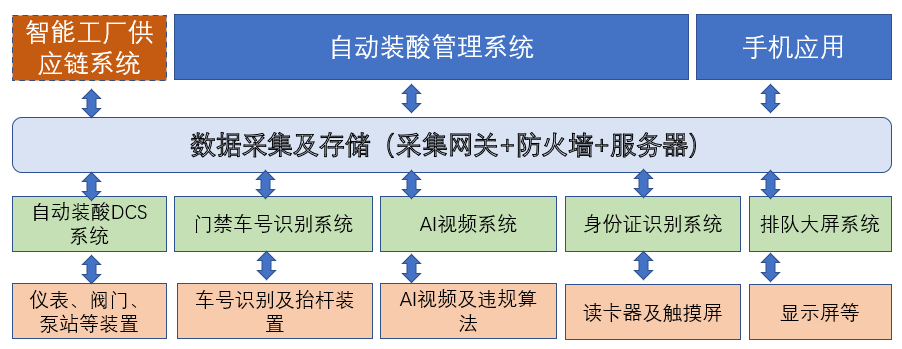 智能工厂供
应链系统
自动装酸管理系统
手机应用
数据采集及存储（采集网关+防火墙+服务器）
自动装酸DCS
系统
门禁车号识别系统
AI视频系统
身份证识别系统
排队大屏系统
仪表、阀门、
泵站等装置
车号识别及抬杆装
置
AI视频及违规算
法
读卡器及触摸屏
显示屏等